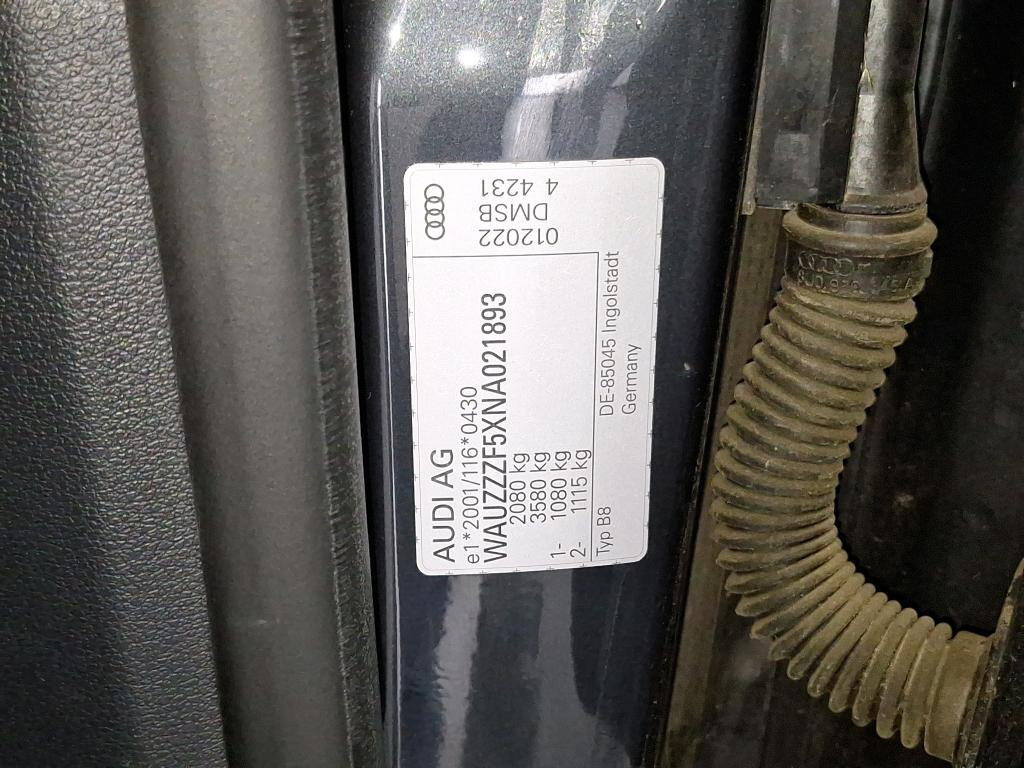 AUDI AG
e1*2001/116*0430
WAUZZZF5XNA021893
2080 kg
3580 kg
1- 1080 kg
2- 1115 kg
Typ B8
DE-85045 Ingolstadt
Germany
012022
DMSB
4 4231